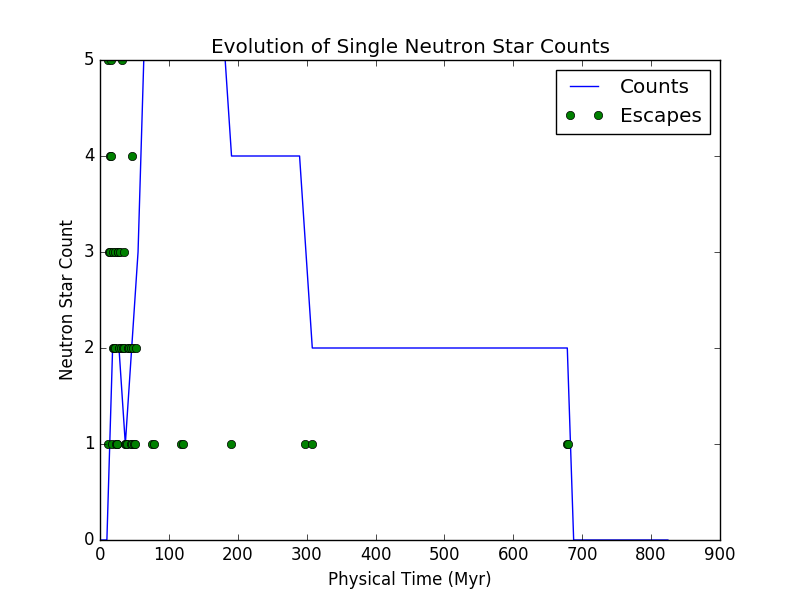 Evolution of Single Neutron Star Counts
Counts
Escapes
5
4
3
2
1
0
Neutron Star Count
0 100 200 300 400 500 600 700 800 900
Physical Time (Myr)